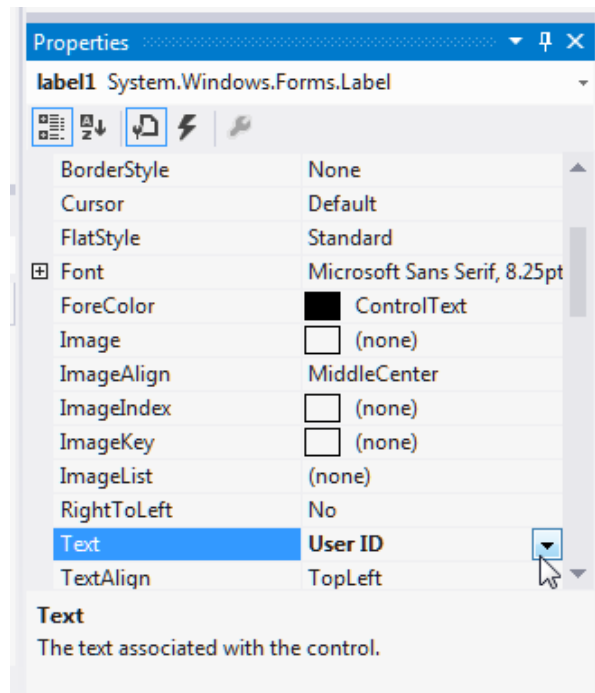 Properties
label1 System.Windows.Forms.Label
BorderStyle None
Cursor Default
FlatStyle Standard
Font Microsoft Sans Serif, 8.25pt
ForeColor ControlText
Image (none)
ImageAlign MiddleCenter
ImageIndex (none)
ImageKey (none)
ImageList (none)
RightToLeft No
Text User ID
TextAlign TopLeft
Text
The text associated with the control.